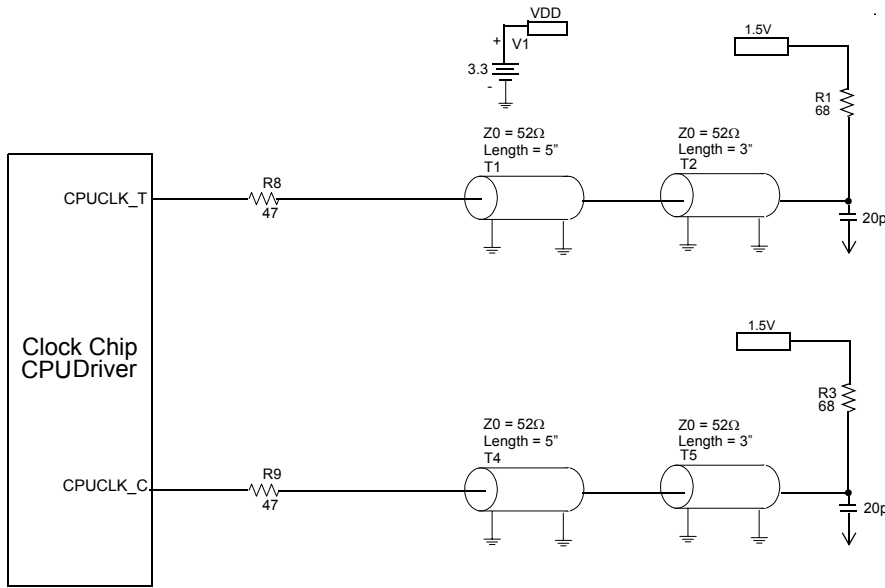 VDD
+
V1
3.3
-
1.5V
R1
68
Z0 = 52Ω
Length = 5”
T1
Z0 = 52Ω
Length = 3”
T2
CPUCLK_T
R8
47
20p
Clock Chip
CPUDriver
1.5V
R3
68
Z0 = 52Ω
Length = 5”
T4
Z0 = 52Ω
Length = 3”
T5
CPUCLK_C
R9
47
20p